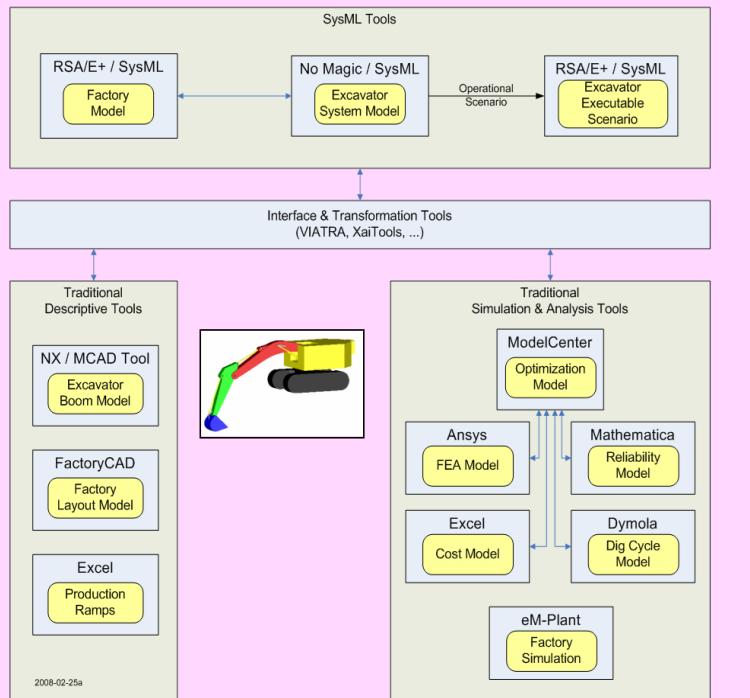 SysML Tools
RSA/E+ / SysML
Factory
Model
No Magic / SysML
Excavator
System Model
Operational
Scenario
RSA/E+ / SysML
Excavator
Executable
Scenario
Interface & Transformation Tools
(VIATRA, XaiTools, ...)
Traditional
Descriptive Tools
NX / MCAD Tool
Excavator
Boom Model
FactoryCAD
Factory
Layout Model
Excel
Production
Ramps
2008-02-25a
Traditional
Simulation & Analysis Tools
ModelCenter
Optimization
Model
Ansys
FEA Model
Mathematica
Reliability
Model
Excel
Cost Model
Dymola
Dig Cycle
Model
eM-Plant
Factory
Simulation